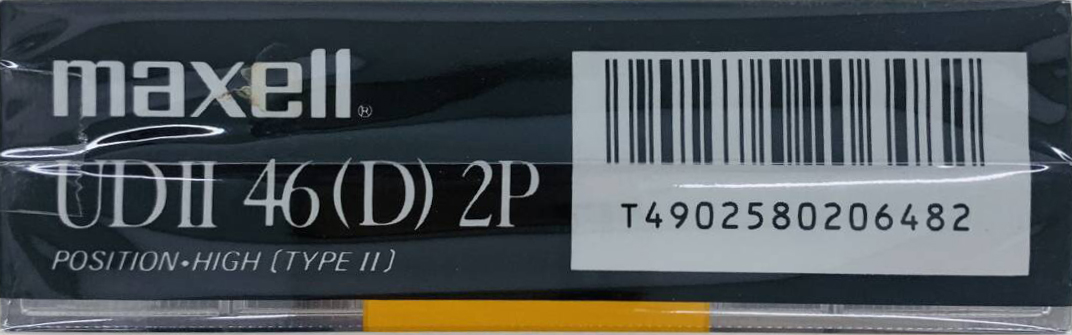 maxell®
UDII 46(D) 2P
POSITION•HIGH (TYPE II)
T4902580206482